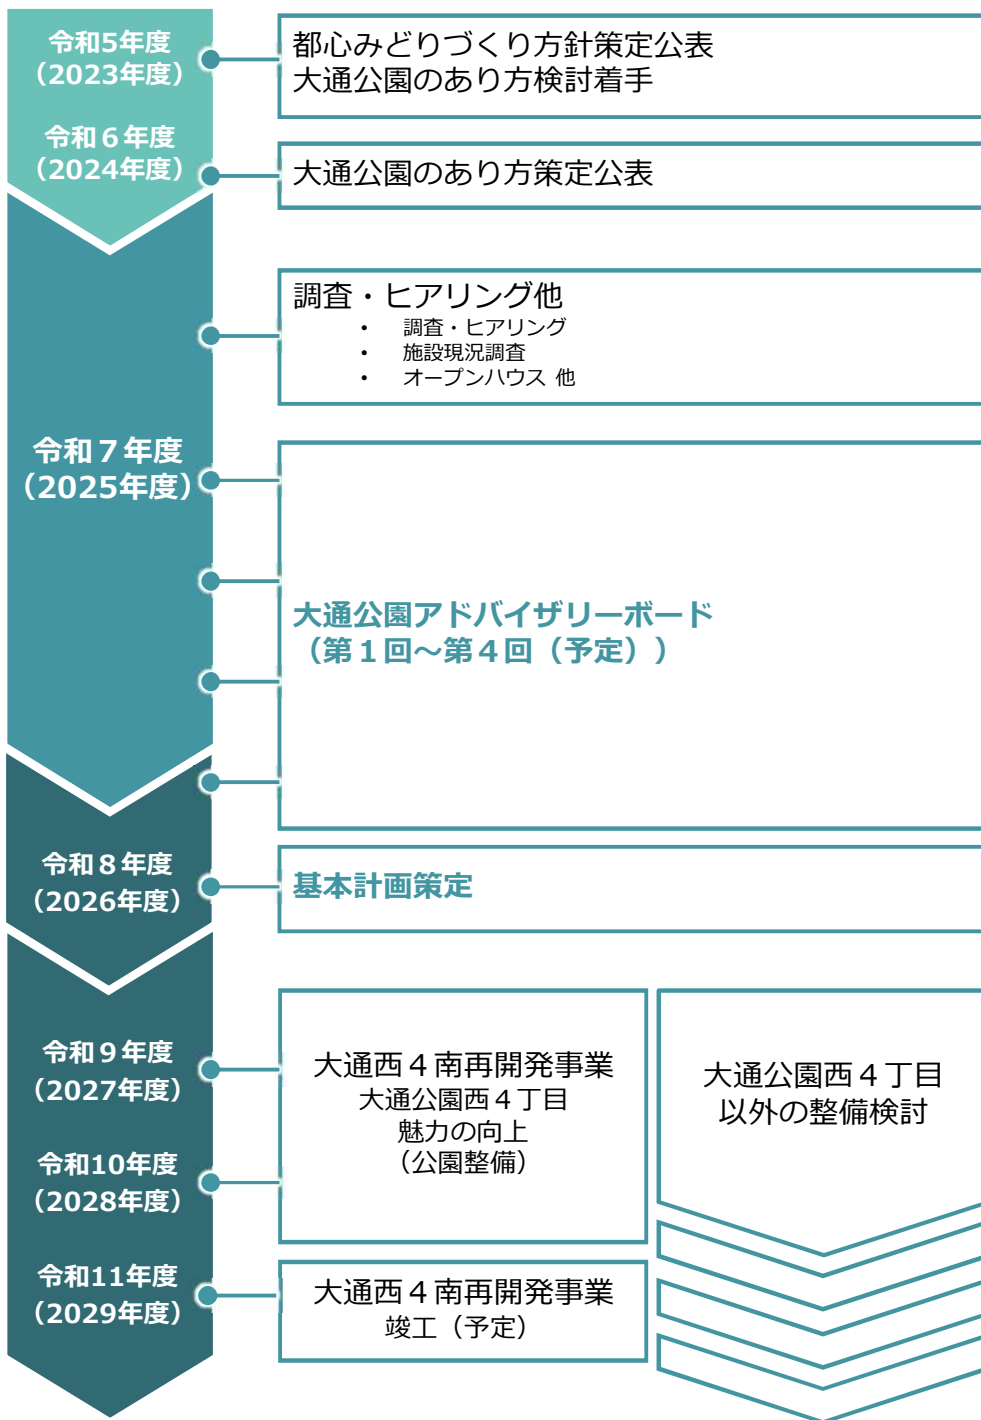 令和5年度
（2023年度）
都心みどりづくり方針策定公表
大通公園のあり方検討着手
令和６年度
（2024年度）
大通公園のあり方策定公表
調査・ヒアリング他
• 調査・ヒアリング
• 施設現況調査
• オープンハウス 他
令和７年度
（2025年度）
大通公園アドバイザリーボード
（第１回～第４回（予定））
令和８年度
（2026年度）
基本計画策定
令和９年度
（2027年度）
令和10年度
（2028年度）
大通西４南再開発事業
大通公園西４丁目
魅力の向上
（公園整備）
大通公園西４丁目
以外の整備検討
令和11年度
（2029年度）
大通西４南再開発事業
竣工（予定）